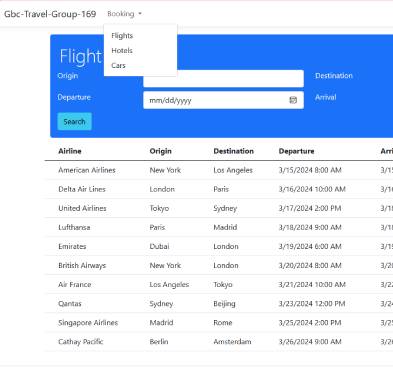 Gbc-Travel-Group-169 Booking
Flights
Hotels
Cars
Flight
Origin Destination
Departure mm/dd/yyyy Arrival
Search
Airline Origin Destination Departure Arri
American Airlines New York Los Angeles 3/15/2024 8:00 AM 3/15
Delta Air Lines London Paris 3/16/2024 10:00 AM 3/16
United Airlines Tokyo Sydney 3/17/2024 2:00 PM 3/18
Lufthansa Paris Madrid 3/18/2024 9:00 AM 3/18
Emirates Dubai London 3/19/2024 6:00 AM 3/19
British Airways New York London 3/20/2024 8:00 AM 3/20
Air France Los Angeles Tokyo 3/21/2024 10:00 AM 3/22
Qantas Sydney Beijing 3/23/2024 12:00 PM 3/24
Singapore Airlines Madrid Rome 3/25/2024 2:00 PM 3/25
Cathay Pacific Berlin Amsterdam 3/26/2024 9:00 AM 3/26